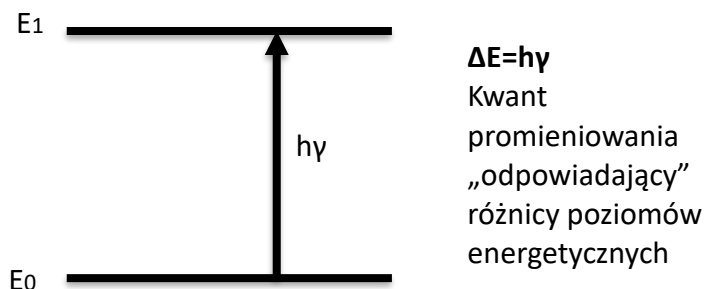 E1
ΔE=hγ
Kwant
promieniowania
„odpowiadający”
różnicy poziomów
energetycznych
hγ
E0